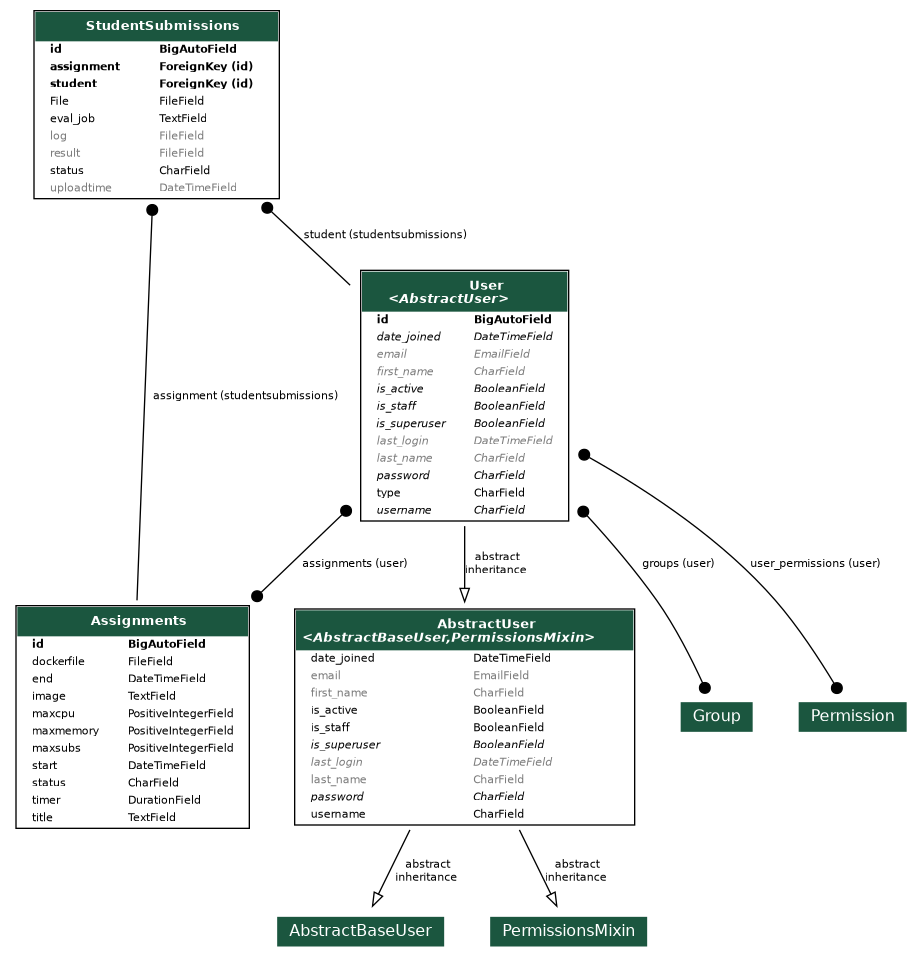 StudentSubmissions
id BigAutoField
assignment ForeignKey (id)
student ForeignKey (id)
File FileField
eval_job TextField
log FileField
result FileField
status CharField
uploadtime DateTimeField
student (studentsubmissions)
User
<AbstractUser>
id BigAutoField
date_joined DateTimeField
email EmailField
first_name CharField
is_active BooleanField
is_staff BooleanField
is_superuser BooleanField
last_login DateTimeField
last_name CharField
password CharField
type CharField
username CharField
assignment (studentsubmissions)
assignments (user)
abstract
inheritance
groups (user)
user_permissions (user)
Assignments
id BigAutoField
dockerfile FileField
end DateTimeField
image TextField
maxcpu PositiveIntegerField
maxmemory PositiveIntegerField
maxsubs PositiveIntegerField
start DateTimeField
status CharField
timer DurationField
title TextField
AbstractUser
<AbstractBaseUser,PermissionsMixin>
date_joined DateTimeField
email EmailField
first_name CharField
is_active BooleanField
is_staff BooleanField
is_superuser BooleanField
last_login DateTimeField
last_name CharField
password CharField
username CharField
Group
Permission
abstract
inheritance
abstract
inheritance
AbstractBaseUser
PermissionsMixin